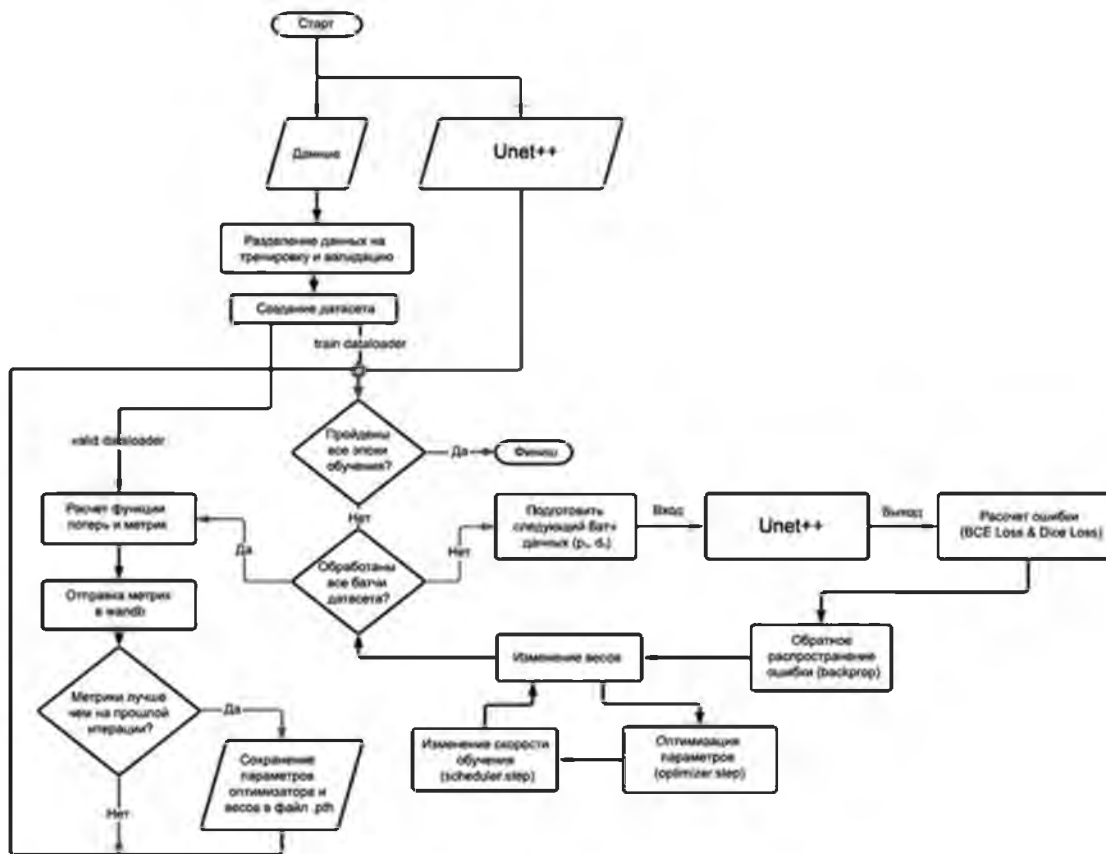 Старт
Данные
Unet++
Разделение данных на
тренировку и валидацию
Создание датасета
train dataloader
valid dataloader
Пройдены
все эпохи
обучения?
Да
Финиш
Нет
Расчет функции
потерь и метрик
Да
Обработаны
все батчи
датасета?
Нет
Подготовить
следующий батч
данных
Вход
Unet++
Выход
Рассчет ошибки
(BCE Loss & Dice Loss)
Отправка метрик
в wandb
Обратное
распространение
ошибки (backprop)
Изменение весов
Метрики лучше
чем на прошлой
итерации?
Да
Изменение скорости
обучения
(scheduler.step)
Оптимизация
параметров
(optimizer.step)
Сохранение
параметров
оптимизатора и
весов в файл .pth
Нет